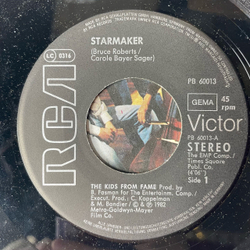 STARMAKER
(Bruce Roberts /
Carole Bayer Sager)
LC 0316
PB 60013
RCA
GEMA
45
rpm
Victor
PB 60013-A
STEREO
The EMP Comp./
Times Square
Publ. Co.
(4'06")
Side 1
THE KIDS FROM FAME Prod. by
B. Fasman for The Entertainm. Comp./
Execut. Prod. C. Koppelman
& M. Bandier / ℗ & © 1982
Metro-Goldwyn-Mayer
Film Co.